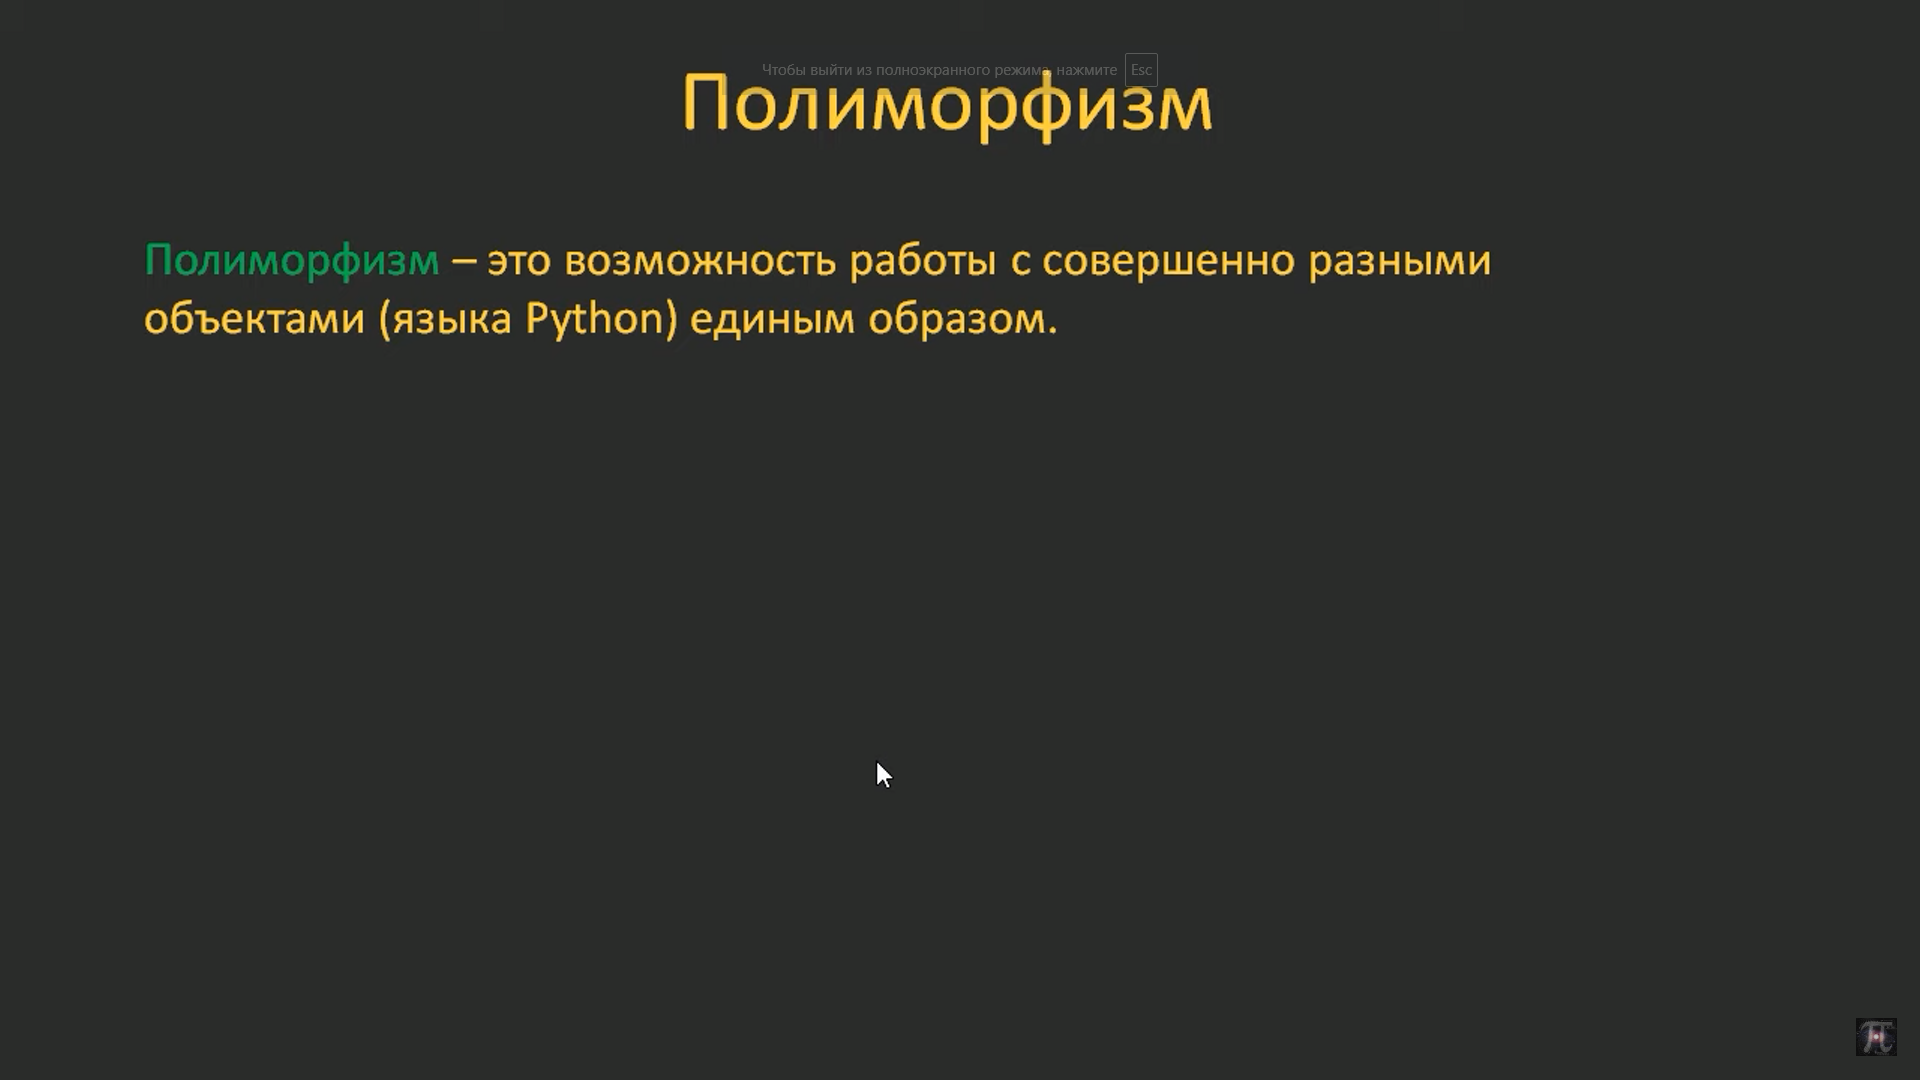 Чтобы выйти из полноэкранного режима, нажмите Esc
Полиморфизм
Полиморфизм – это возможность работы с совершенно разными
объектами (языка Python) единым образом.